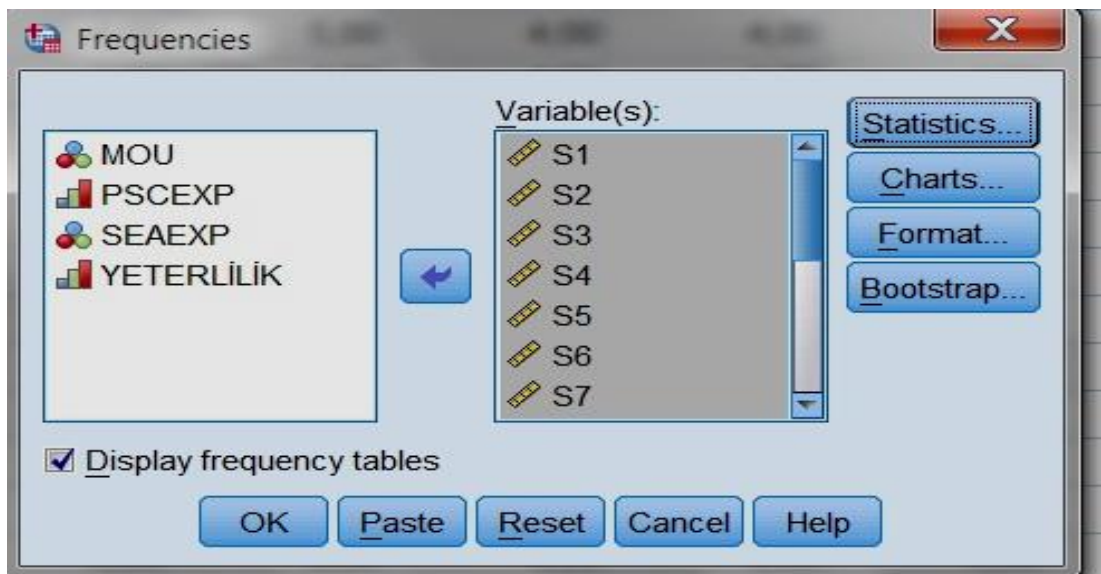 Frequencies
Variable(s):
MOU
PSCEXP
SEAEXP
YETERLİLİK
S1
S2
S3
S4
S5
S6
S7
Statistics...
Charts...
Format...
Bootstrap...
Display frequency tables
OK Paste Reset Cancel Help